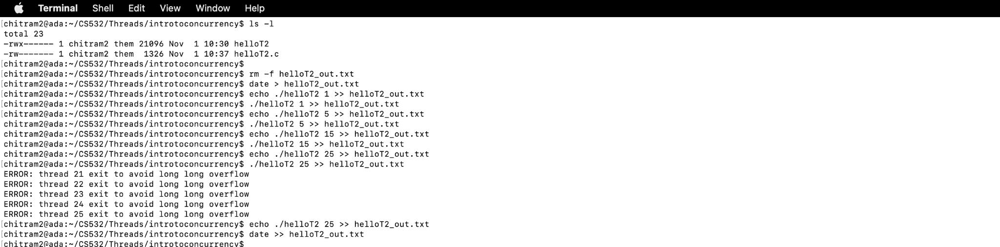 Terminal Shell Edit View Window Help
[chitram2@ada:~/CS532/Threads/introtoconcurrency$ ls -l
total 23
-rwx------ 1 chitram2 them 21096 Nov  1 10:30 helloT2
-rw------- 1 chitram2 them  1326 Nov  1 10:37 helloT2.c
[chitram2@ada:~/CS532/Threads/introtoconcurrency$
[chitram2@ada:~/CS532/Threads/introtoconcurrency$ rm -f helloT2_out.txt
[chitram2@ada:~/CS532/Threads/introtoconcurrency$ date > helloT2_out.txt
[chitram2@ada:~/CS532/Threads/introtoconcurrency$ echo ./helloT2 1 >> helloT2_out.txt
[chitram2@ada:~/CS532/Threads/introtoconcurrency$ ./helloT2 1 >> helloT2_out.txt
[chitram2@ada:~/CS532/Threads/introtoconcurrency$ echo ./helloT2 5 >> helloT2_out.txt
chitram2@ada:~/CS532/Threads/introtoconcurrency$ ./helloT2 5 >> helloT2_out.txt
chitram2@ada:~/CS532/Threads/introtoconcurrency$ echo ./helloT2 15 >> helloT2_out.txt
chitram2@ada:~/CS532/Threads/introtoconcurrency$ ./helloT2 15 >> helloT2_out.txt
chitram2@ada:~/CS532/Threads/introtoconcurrency$ echo ./helloT2 25 >> helloT2_out.txt
[chitram2@ada:~/CS532/Threads/introtoconcurrency$ ./helloT2 25 >> helloT2_out.txt
ERROR: thread 21 exit to avoid long long overflow
ERROR: thread 22 exit to avoid long long overflow
ERROR: thread 23 exit to avoid long long overflow
ERROR: thread 24 exit to avoid long long overflow
ERROR: thread 25 exit to avoid long long overflow
[chitram2@ada:~/CS532/Threads/introtoconcurrency$ echo ./helloT2 25 >> helloT2_out.txt
[chitram2@ada:~/CS532/Threads/introtoconcurrency$ date >> helloT2_out.txt
[chitram2@ada:~/CS532/Threads/introtoconcurrency$